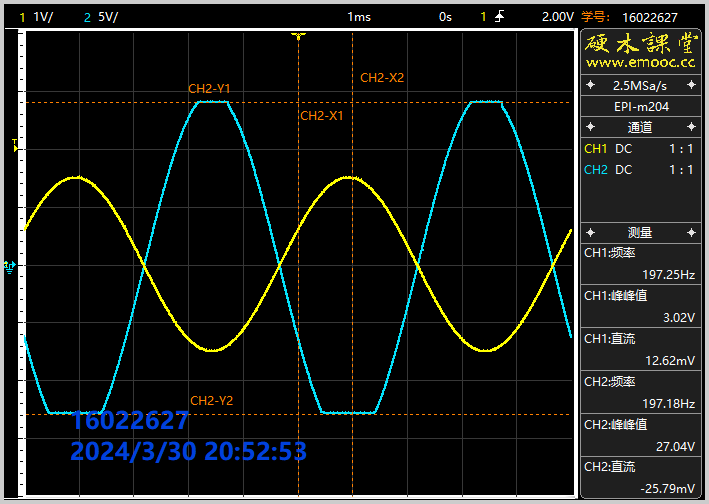 1 1V/ 2 5V/ 1ms 0s 1 2.00V 学号: 16022627
硬木課堂
www.emooc.cc
2.5MSa/s
EPI-m204
通道
CH1 DC 1 : 1
CH2 DC 1 : 1
测量
CH1:频率
197.25Hz
CH1:峰峰值
3.02V
CH1:直流
12.62mV
CH2:频率
197.18Hz
CH2:峰峰值
27.04V
CH2:直流
-25.79mV
CH2-X2
CH2-Y1
CH2-X1
T
CH2-Y2
16022627
2024/3/30 20:52:53